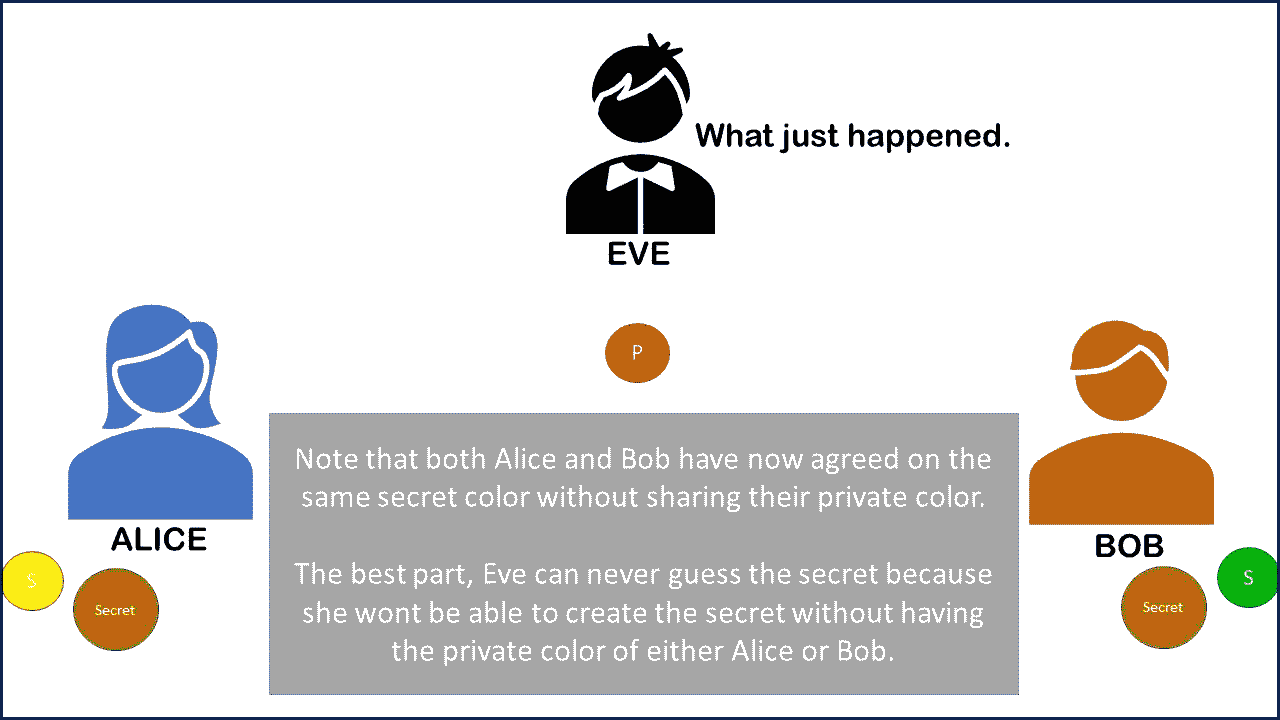 What just happened.
EVE
P
Note that both Alice and Bob have now agreed on the
same secret color without sharing their private color.
The best part, Eve can never guess the secret because
she wont be able to create the secret without having
the private color of either Alice or Bob.
ALICE
BOB
S
Secret
Secret
S